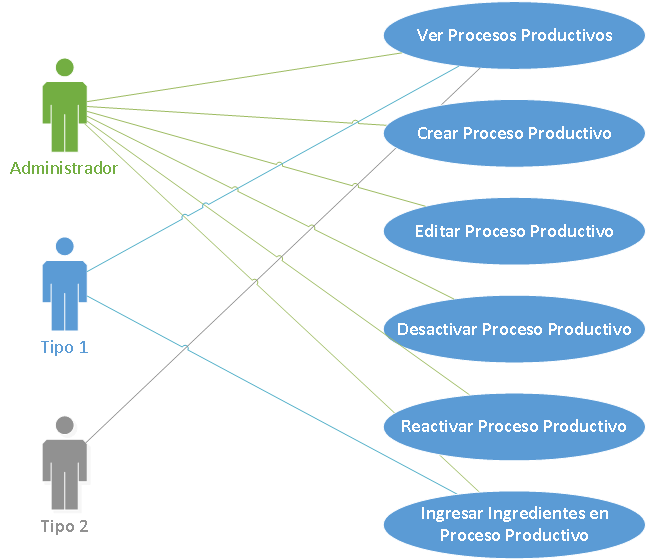 Ver Procesos Productivos
Crear Proceso Productivo
Administrador
Editar Proceso Productivo
Desactivar Proceso Productivo
Tipo 1
Reactivar Proceso Productivo
Tipo 2
Ingresar Ingredientes en
Proceso Productivo